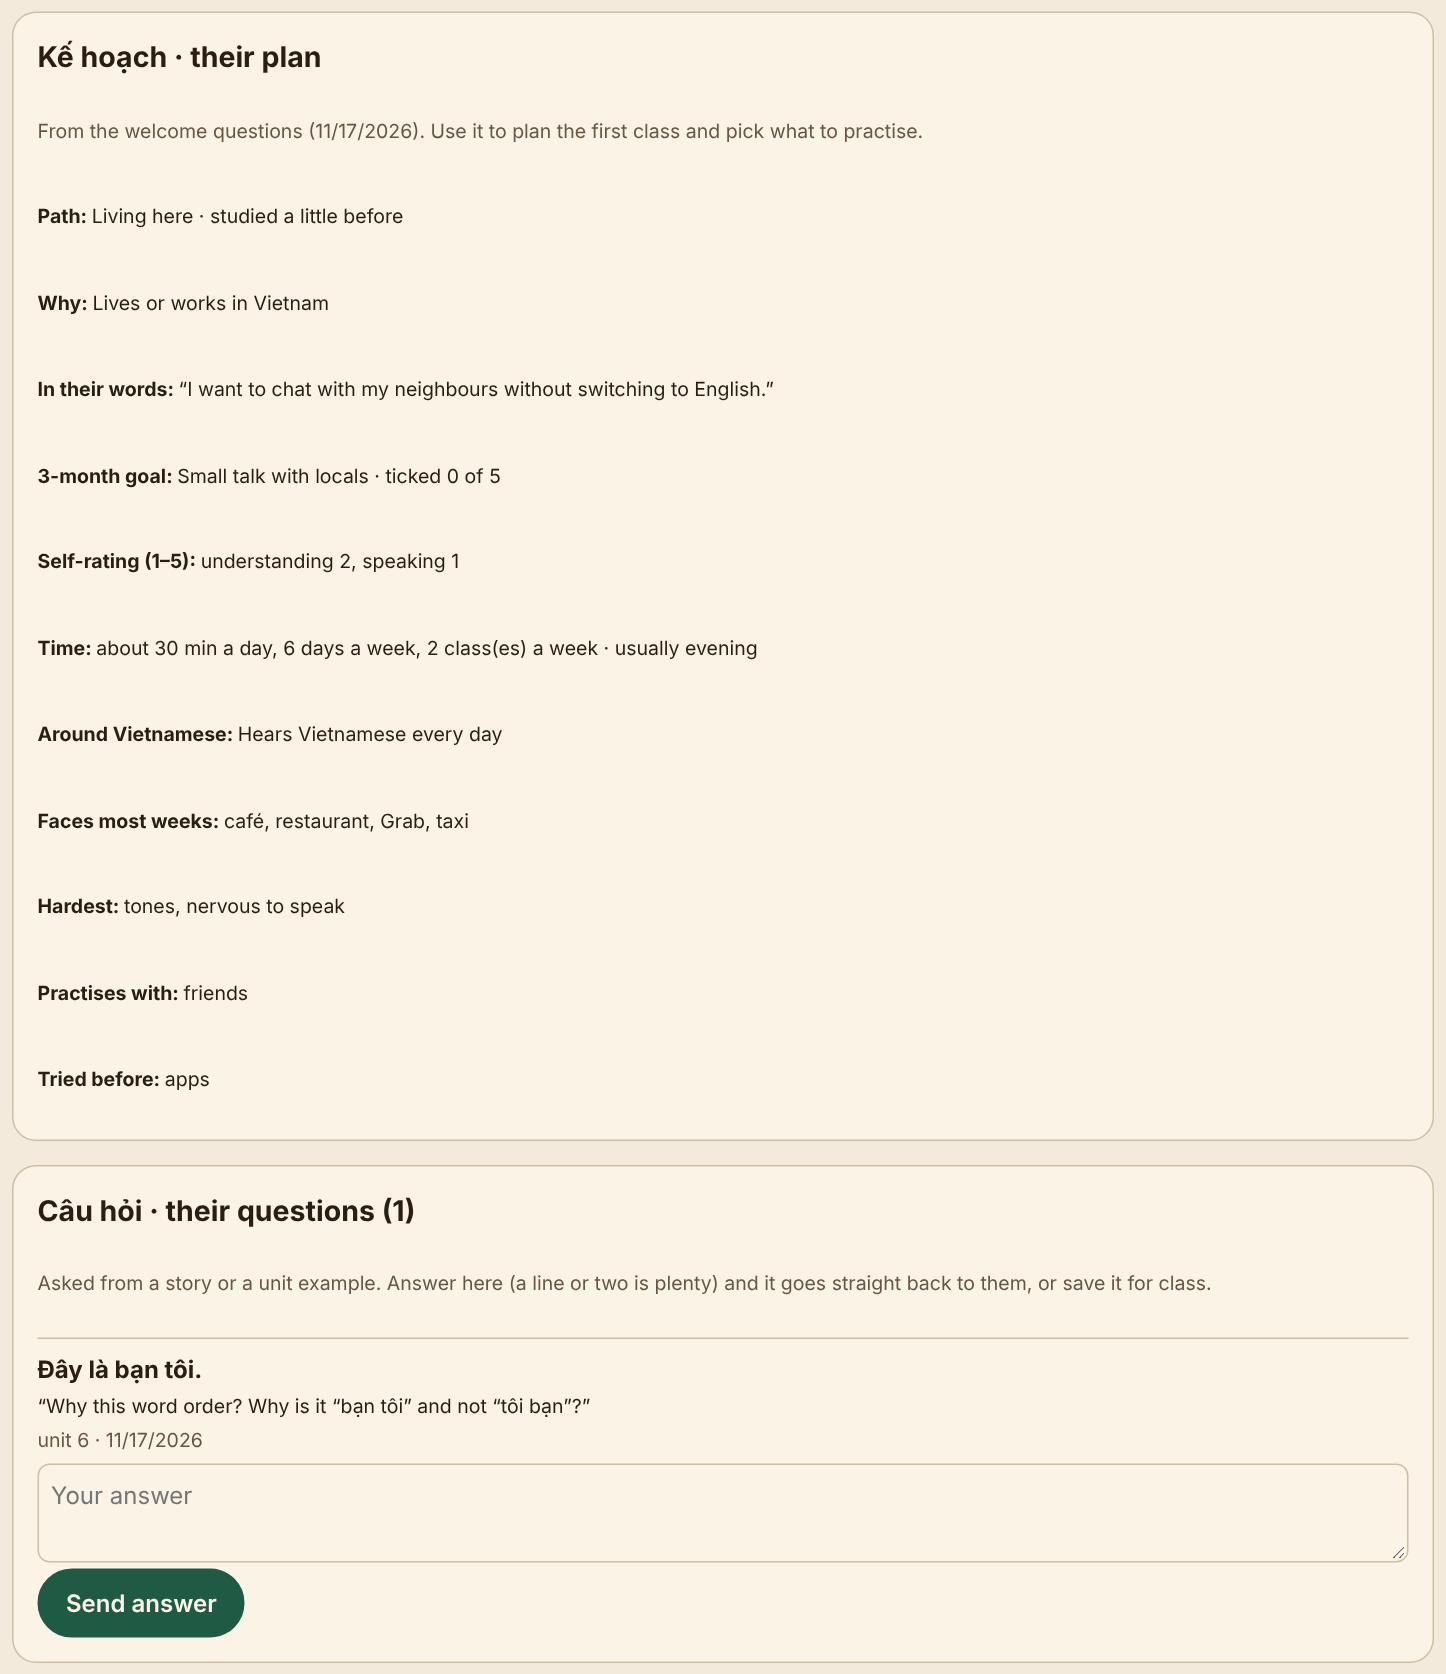 Kế hoạch · their plan
From the welcome questions (11/17/2026). Use it to plan the first class and pick what to practise.
Path: Living here · studied a little before
Why: Lives or works in Vietnam
In their words: “I want to chat with my neighbours without switching to English.”
3-month goal: Small talk with locals · ticked 0 of 5
Self-rating (1–5): understanding 2, speaking 1
Time: about 30 min a day, 6 days a week, 2 class(es) a week · usually evening
Around Vietnamese: Hears Vietnamese every day
Faces most weeks: café, restaurant, Grab, taxi
Hardest: tones, nervous to speak
Practises with: friends
Tried before: apps
Câu hỏi · their questions (1)
Asked from a story or a unit example. Answer here (a line or two is plenty) and it goes straight back to them, or save it for class.
Đây là bạn tôi.
“Why this word order? Why is it “bạn tôi” and not “tôi bạn”?”
unit 6 · 11/17/2026
Your answer
Send answer